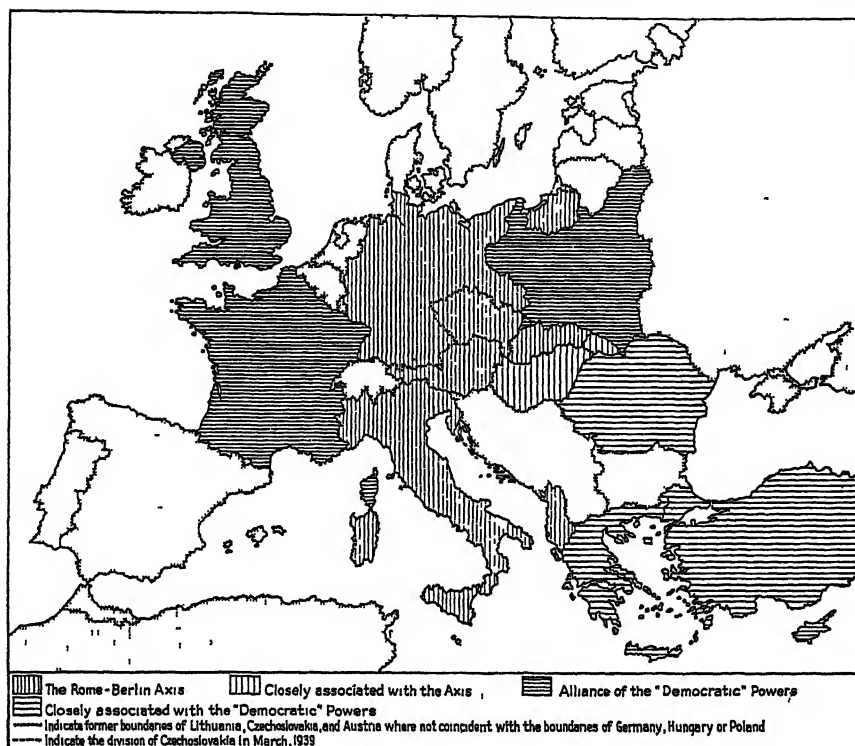 The Rome-Berlin Axis Closely associated with the Axis Alliance of the "Democratic" Powers
Closely associated with the "Democratic" Powers
Indicate former boundaries of Lithuania, Czechoslovakia, and Austria where not coincident with the boundaries of Germany, Hungary or Poland
Indicate the division of Czechoslovakia in March, 1939